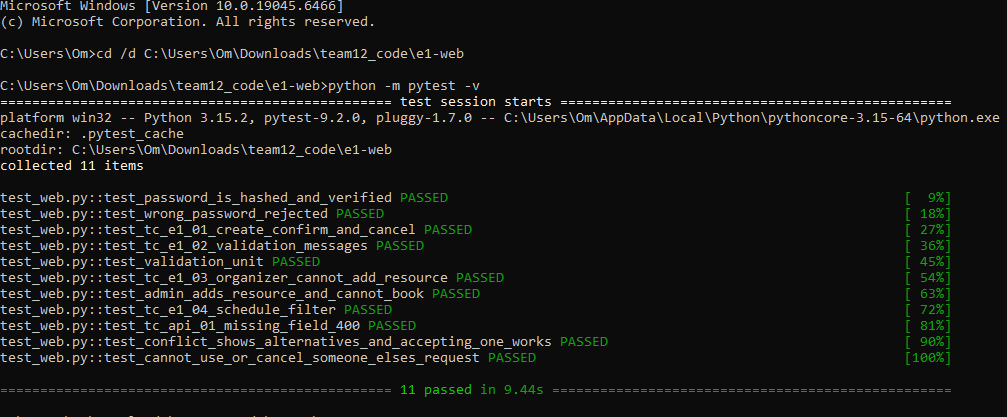 Microsoft Windows [Version 10.0.19045.6466]
(c) Microsoft Corporation. All rights reserved.
C:\Users\Om>cd /d C:\Users\Om\Downloads\team12_code\e1-web
C:\Users\Om\Downloads\team12_code\e1-web>python -m pytest -v
================================================= test session starts =================================================
platform win32 -- Python 3.15.2, pytest-9.2.0, pluggy-1.7.0 -- C:\Users\Om\AppData\Local\Python\pythoncore-3.15-64\python.exe
cachedir: .pytest_cache
rootdir: C:\Users\Om\Downloads\team12_code\e1-web
collected 11 items
test_web.py::test_password_is_hashed_and_verified PASSED [  9%]
test_web.py::test_wrong_password_rejected PASSED [ 18%]
test_web.py::test_tc_e1_01_create_confirm_and_cancel PASSED [ 27%]
test_web.py::test_tc_e1_02_validation_messages PASSED [ 36%]
test_web.py::test_validation_unit PASSED [ 45%]
test_web.py::test_tc_e1_03_organizer_cannot_add_resource PASSED [ 54%]
test_web.py::test_admin_adds_resource_and_cannot_book PASSED [ 63%]
test_web.py::test_tc_e1_04_schedule_filter PASSED [ 72%]
test_web.py::test_tc_api_01_missing_field_400 PASSED [ 81%]
test_web.py::test_conflict_shows_alternatives_and_accepting_one_works PASSED [ 90%]
test_web.py::test_cannot_use_or_cancel_someone_elses_request PASSED [100%]
================================================= 11 passed in 9.44s ==================================================